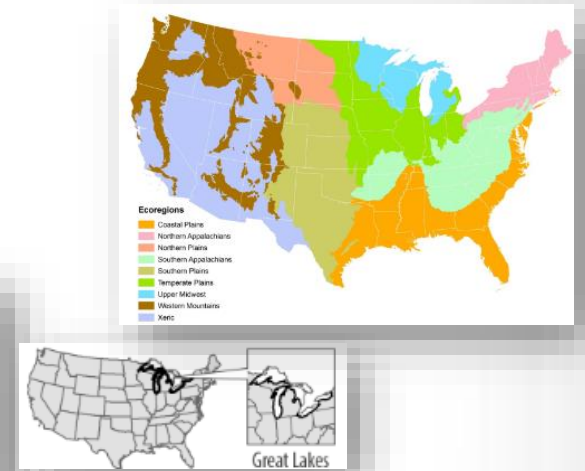 Ecoregions
Coastal Plains
Northern Appalachians
Northern Plains
Southern Appalachians
Southern Plains
Temperate Plains
Upper Midwest
Western Mountains
Xeric
Great Lakes